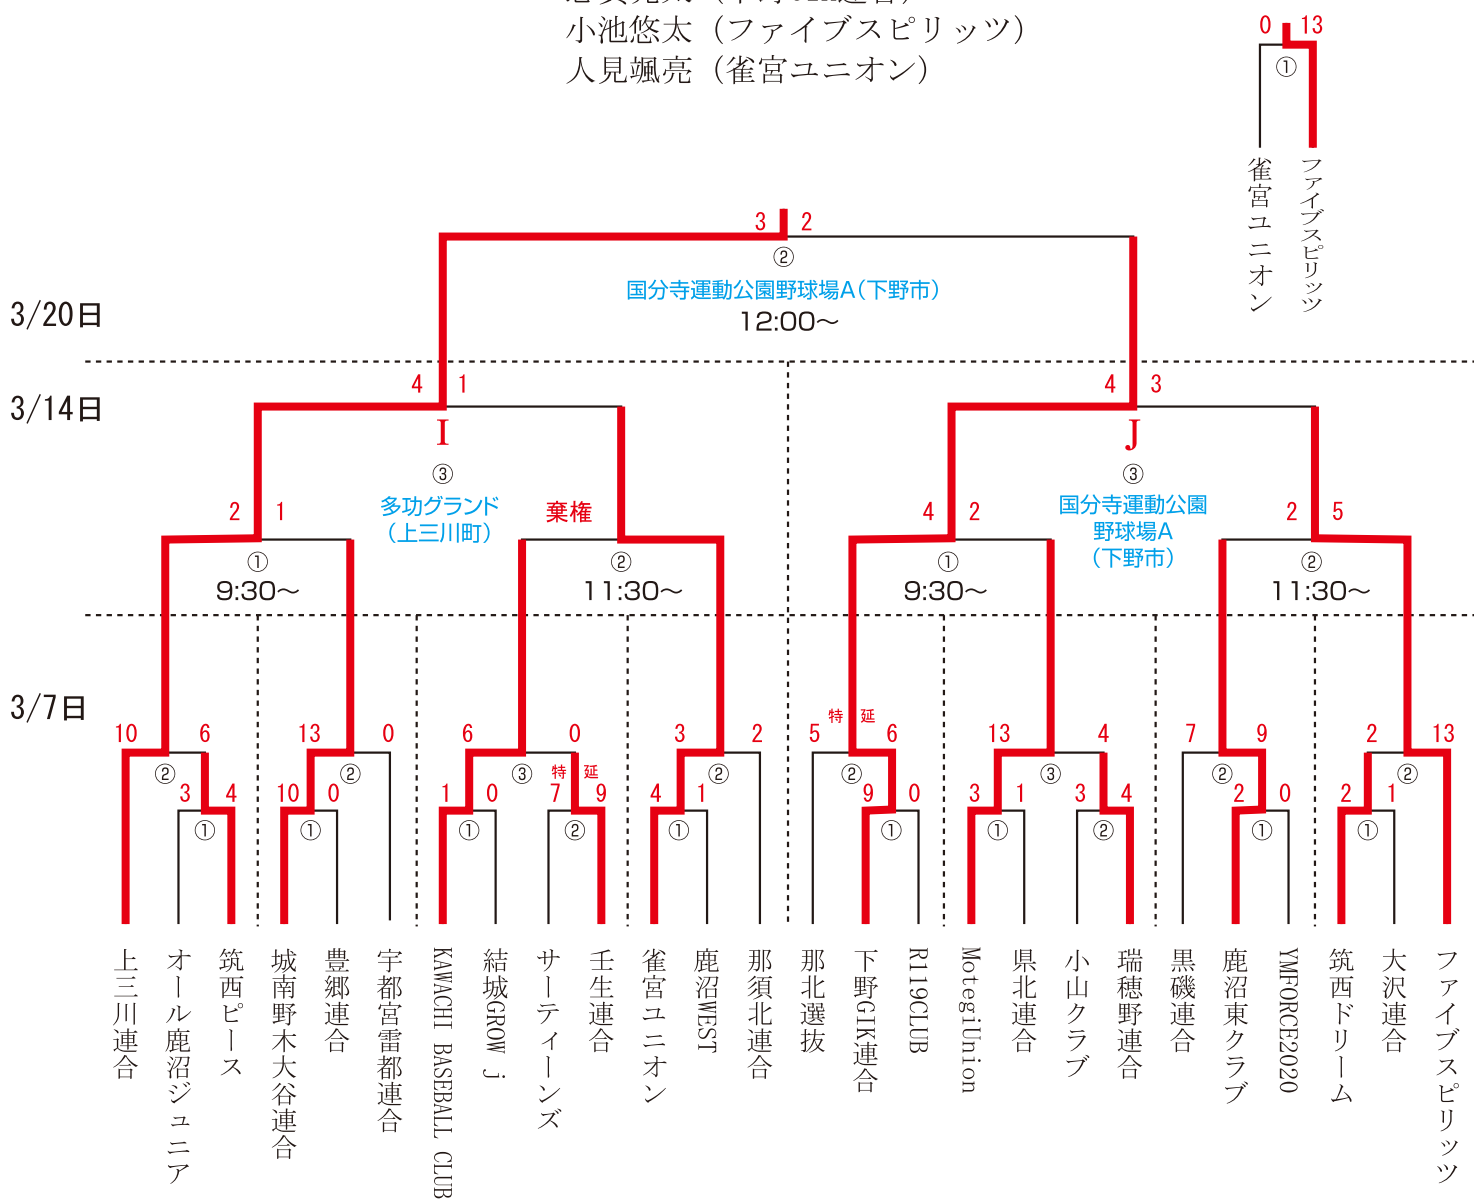 小池悠太（ファイブスピリッツ）
人見颯亮（雀宮ユニオン）
0 13
①
雀宮ユニオン
ファイブスピリッツ
3 2
②
国分寺運動公園野球場A（下野市）
12:00～
3/20日
4 1
4 3
3/14日
I
J
③
③
多功グランド
（上三川町）
国分寺運動公園
野球場A
（下野市）
2 1
棄権
4 2
2 5
①
②
①
②
9:30～
11:30～
9:30～
11:30～
3/7日
特 延
10 6 13 0 6 0 3 2 5 6 13 4 7 9 2 13
② ② ③ ② ② ③ ② ②
特 延
3 4 10 0 1 0 7 9 4 1 9 0 3 1 3 4 2 0 2 1
① ① ① ② ① ① ① ② ① ①
上三川連合
オール鹿沼ジュニア
筑西ピース
城南野木大谷連合
豊郷連合
宇都宮雷都連合
KAWACHI BASEBALL CLUB
結城GROW j
サーティーンズ
壬生連合
雀宮ユニオン
鹿沼WEST
那須北連合
那北選抜
下野GIK連合
R119CLUB
MotegiUnion
県北連合
小山クラブ
瑞穂野連合
黒磯連合
鹿沼東クラブ
YMFORCE2020
筑西ドリーム
大沢連合
ファイブスピリッツ